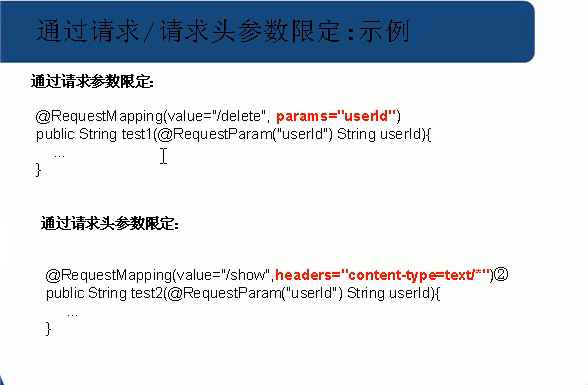 通过请求/请求头参数限定:示例
通过请求参数限定:
@RequestMapping(value="/delete", params="userId")
public String test1(@RequestParam("userId") String userId){
...
}
通过请求头参数限定:
@RequestMapping(value="/show",headers="content-type=text/*")②
public String test2(@RequestParam("userId") String userId){
...
}